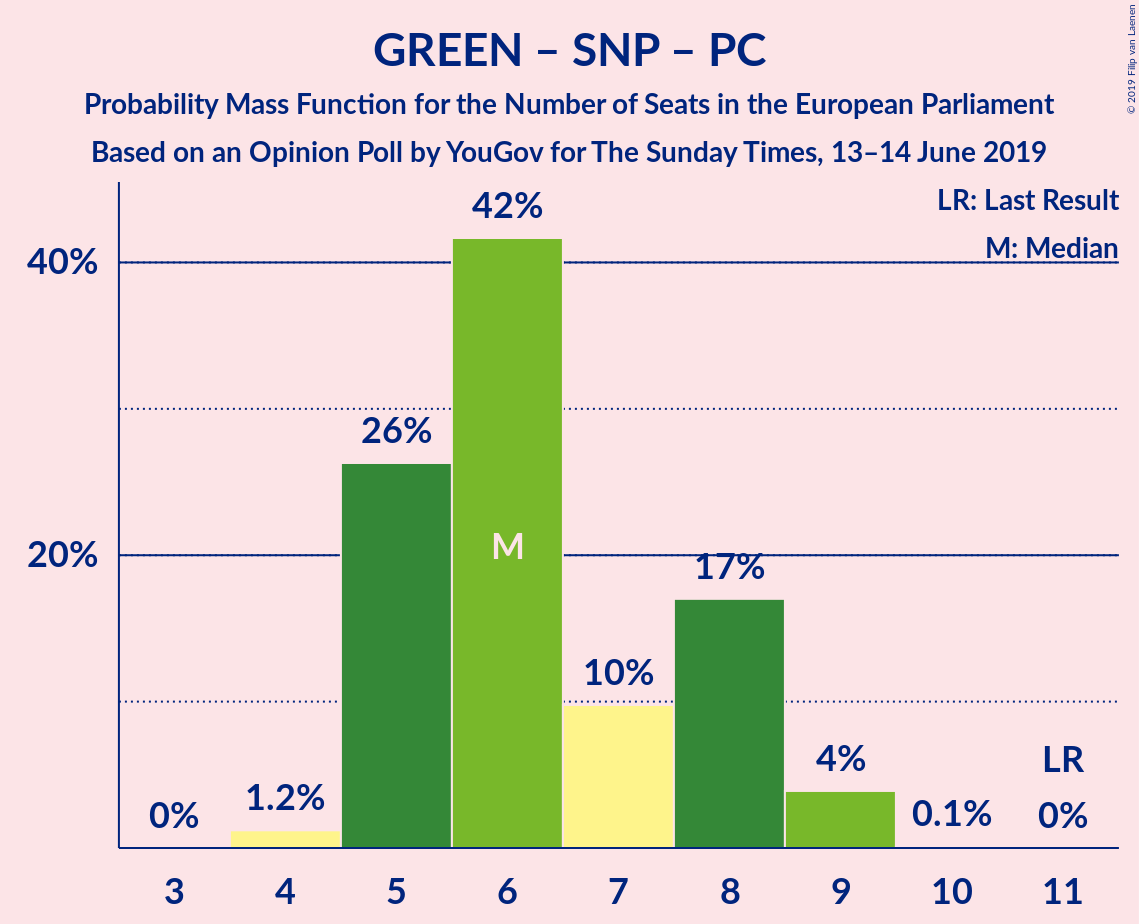 GREEN – SNP – PC
Probability Mass Function for the Number of Seats in the European Parliament
Based on an Opinion Poll by YouGov for The Sunday Times, 13–14 June 2019
© 2019 Filip van Laenen
LR: Last Result
M: Median
40%
20%
0%
1.2%
26%
42%
M
10%
17%
4%
0.1%
LR
0%
3 4 5 6 7 8 9 10 11